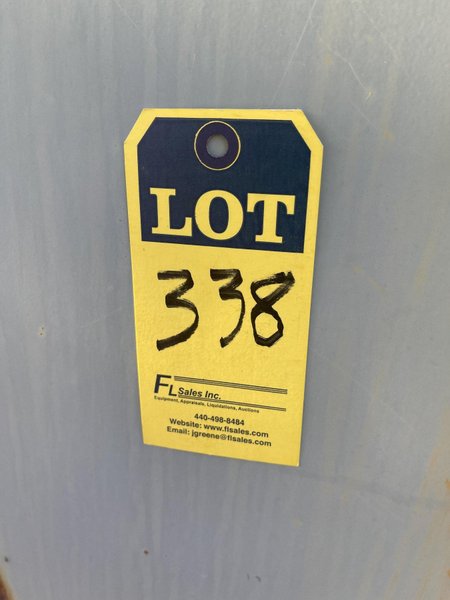 LOT
338
FL Sales Inc.
Equipment, Appraisals, Liquidations, Auctions
440-498-8484
Website: www.flsales.com
Email: jgreene@flsales.com